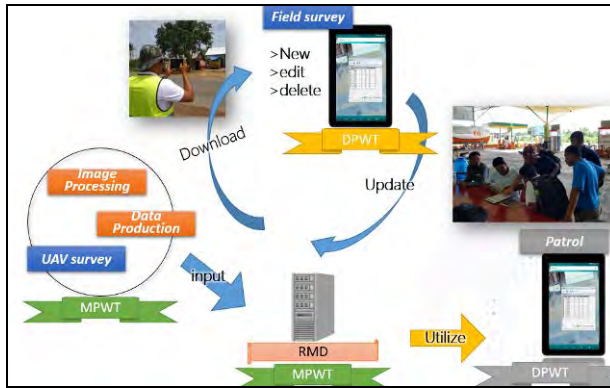 Field survey
>New
>edit
>delete
DPWT
Download
Update
Image
Processing
Data
Production
UAV survey
MPWT
input
RMD
MPWT
Utilize
Patrol
DPWT